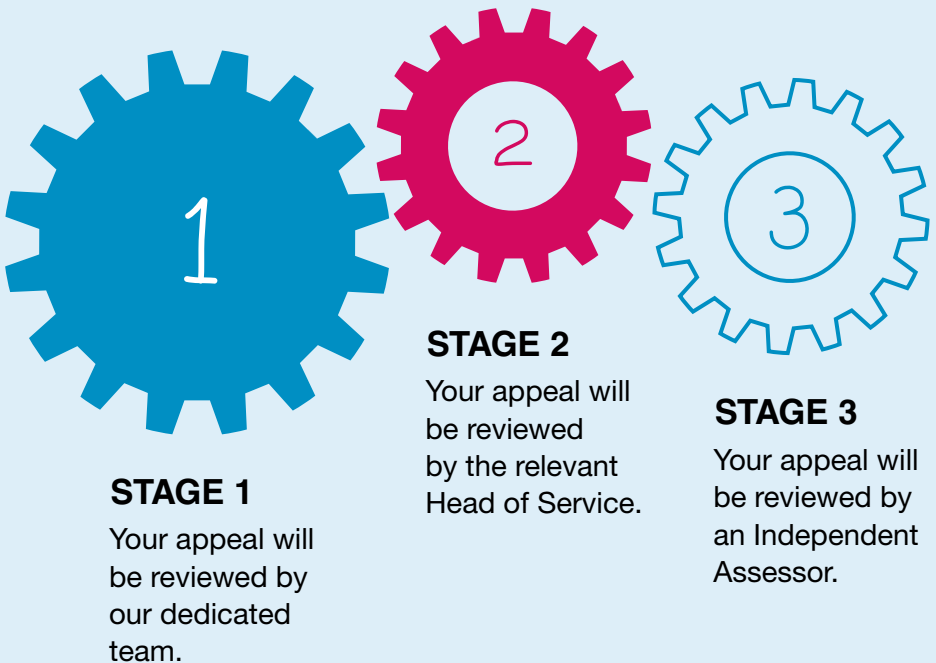 1
STAGE 1
Your appeal will
be reviewed by
our dedicated
team.
2
STAGE 2
Your appeal will
be reviewed
by the relevant
Head of Service.
3
STAGE 3
Your appeal will
be reviewed by
an Independent
Assessor.